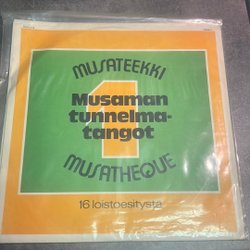 MUSATEEKKI
1
Musaman
tunnelma-
tangot
MUSATHEQUE
16 loistoesitystä